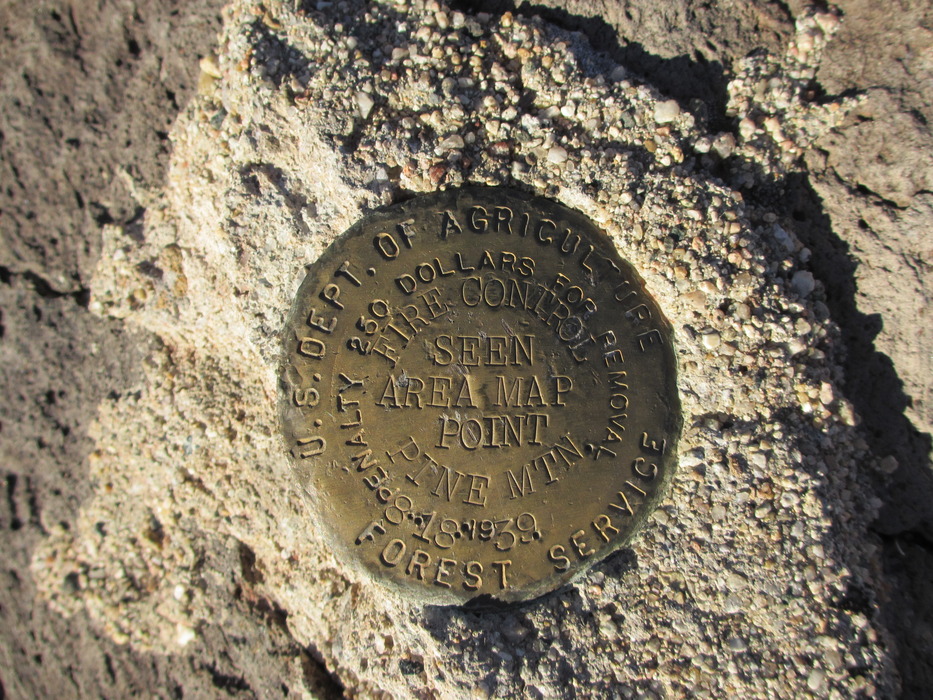 U.S. DEPT. OF AGRICULTURE
FOREST SERVICE
PENALTY 250 DOLLARS FOR REMOVAL
FIRE CONTROL
SEEN
AREA MAP
POINT
PINE MTN.
8·18·1939